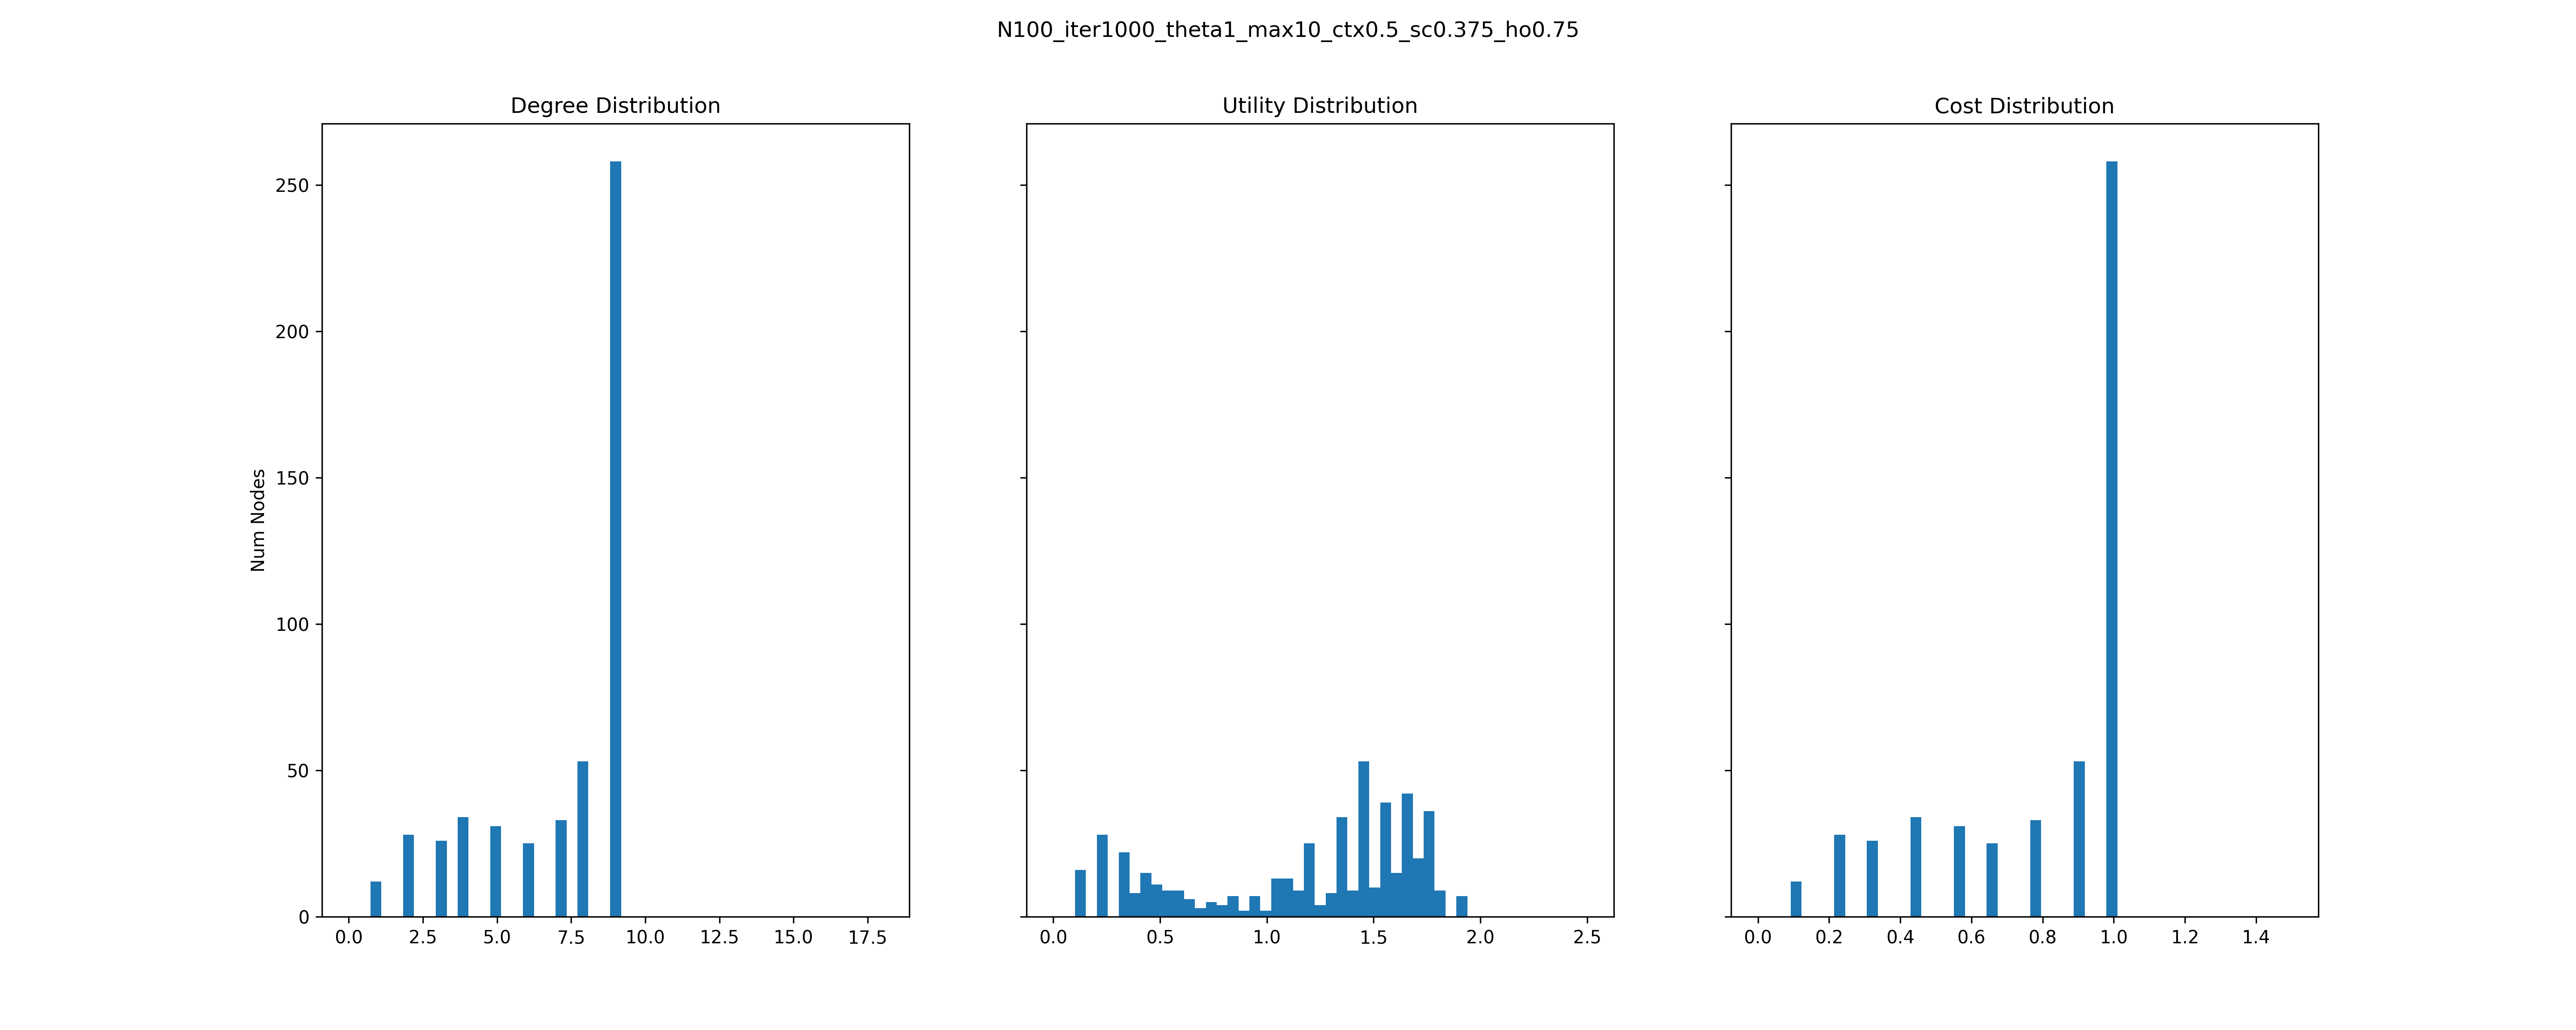 N100_iter1000_theta1_max10_ctx0.5_sc0.375_ho0.75
Degree Distribution
Utility Distribution
Cost Distribution
Num Nodes
250
200
150
100
50
0
0.0 2.5 5.0 7.5 10.0 12.5 15.0 17.5
0.0 0.5 1.0 1.5 2.0 2.5
0.0 0.2 0.4 0.6 0.8 1.0 1.2 1.4